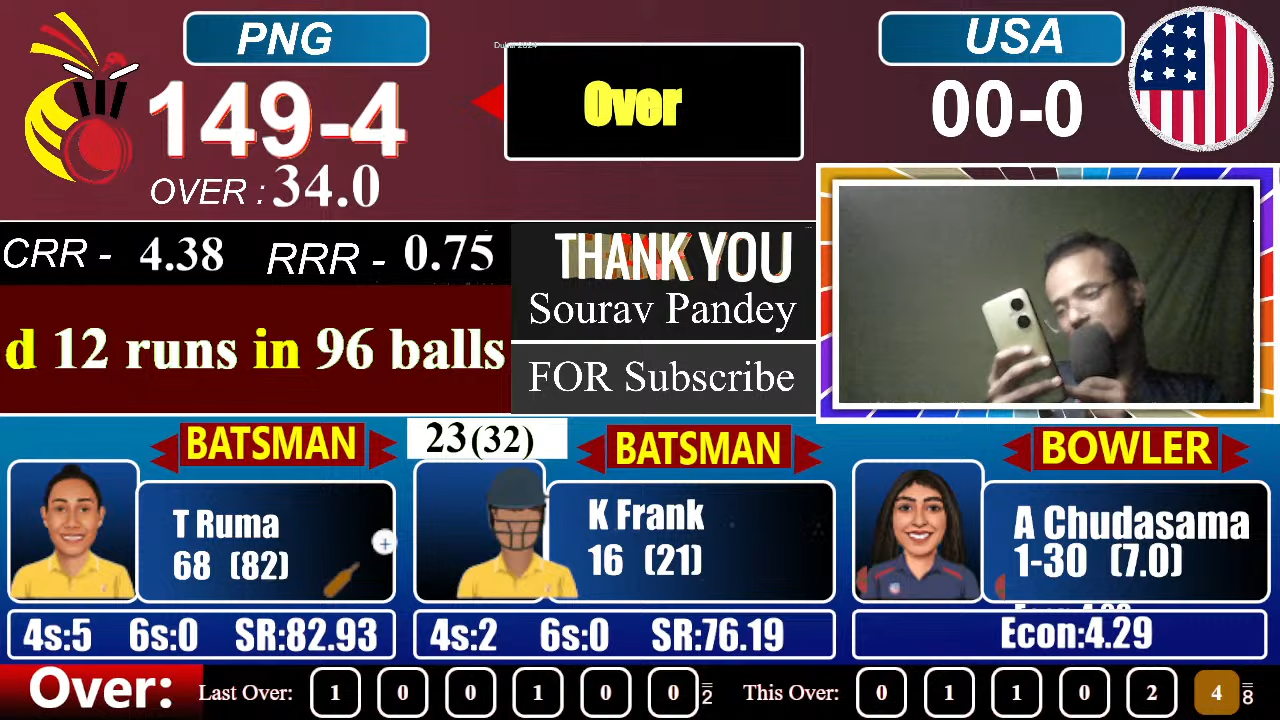 PNG
149-4
OVER : 34.0
Dubai 2024
Over
USA
00-0
CRR - 4.38 RRR - 0.75
d 12 runs in 96 balls
THANK YOU
Sourav Pandey
FOR Subscribe
BATSMAN
23(32)
BATSMAN
BOWLER
T Ruma
68 (82)
K Frank
16 (21)
A Chudasama
1-30 (7.0)
4s:5 6s:0 SR:82.93
4s:2 6s:0 SR:76.19
Econ:4.29
Over: Last Over: 1 0 0 1 0 0 =2 This Over: 0 1 1 0 2 4 =8